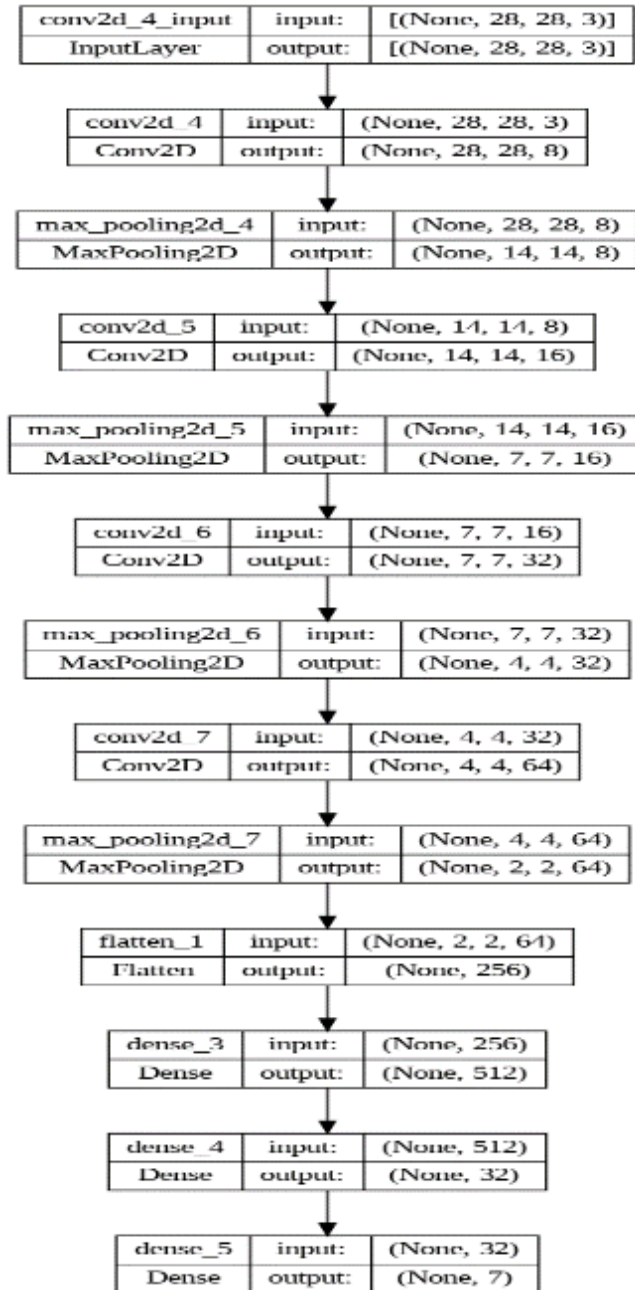 conv2d_4_input input: [(None, 28, 28, 3)]
InputLayer output: [(None, 28, 28, 3)]
conv2d_4 input: (None, 28, 28, 3)
Conv2D output: (None, 28, 28, 8)
max_pooling2d_4 input: (None, 28, 28, 8)
MaxPooling2D output: (None, 14, 14, 8)
conv2d_5 input: (None, 14, 14, 8)
Conv2D output: (None, 14, 14, 16)
max_pooling2d_5 input: (None, 14, 14, 16)
MaxPooling2D output: (None, 7, 7, 16)
conv2d_6 input: (None, 7, 7, 16)
Conv2D output: (None, 7, 7, 32)
max_pooling2d_6 input: (None, 7, 7, 32)
MaxPooling2D output: (None, 4, 4, 32)
conv2d_7 input: (None, 4, 4, 32)
Conv2D output: (None, 4, 4, 64)
max_pooling2d_7 input: (None, 4, 4, 64)
MaxPooling2D output: (None, 2, 2, 64)
flatten_1 input: (None, 2, 2, 64)
Flatten output: (None, 256)
dense_3 input: (None, 256)
Dense output: (None, 512)
dense_4 input: (None, 512)
Dense output: (None, 32)
dense_5 input: (None, 32)
Dense output: (None, 7)